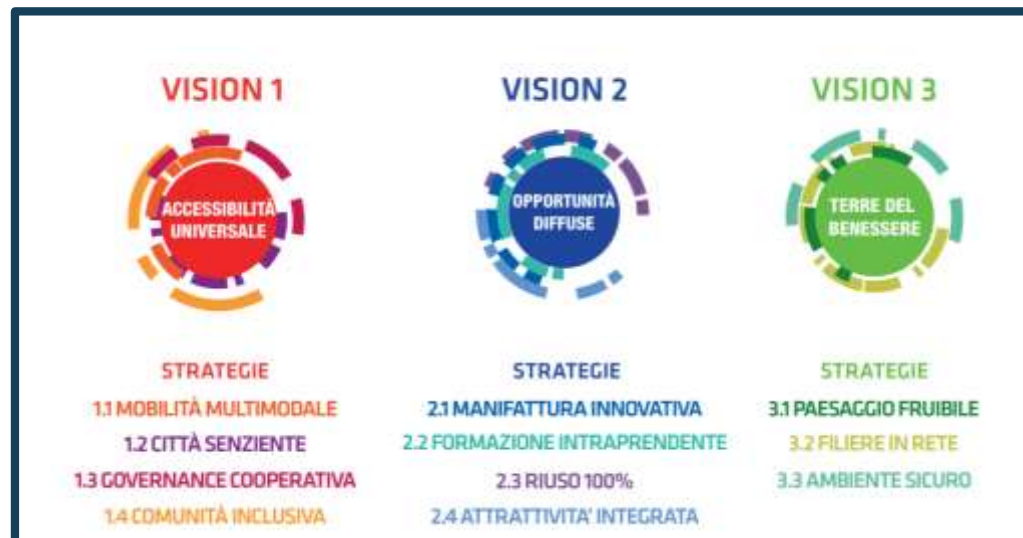 VISION 1
ACCESSIBILITÀ
UNIVERSALE
STRATEGIE
1.1 MOBILITÀ MULTIMODALE
1.2 CITTÀ SENZIENTE
1.3 GOVERNANCE COOPERATIVA
1.4 COMUNITÀ INCLUSIVA
VISION 2
OPPORTUNITÀ
DIFFUSE
STRATEGIE
2.1 MANIFATTURA INNOVATIVA
2.2 FORMAZIONE INTRAPRENDENTE
2.3 RIUSO 100%
2.4 ATTRATTIVITA' INTEGRATA
VISION 3
TERRE DEL
BENESSERE
STRATEGIE
3.1 PAESAGGIO FRUIBILE
3.2 FILIERE IN RETE
3.3 AMBIENTE SICURO